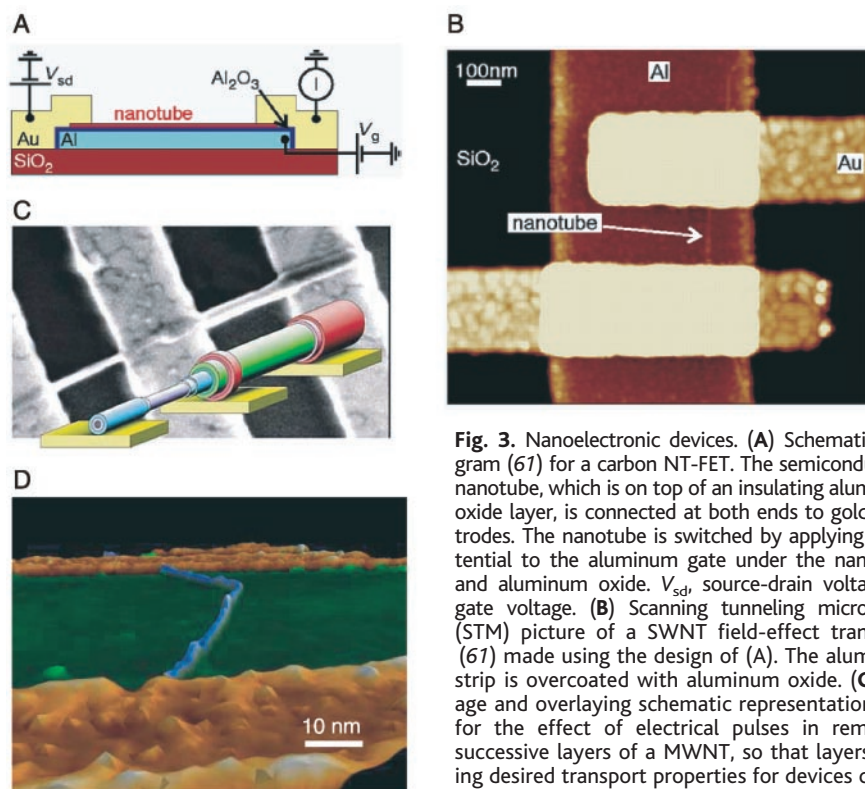 A
V_sd
Al₂O₃
I
nanotube
V_g
Au
Al
SiO₂
B
100nm
Al
SiO₂
Au
nanotube
C
D
10 nm
Fig. 3. Nanoelectronic devices. (A) Schemati
gram (61) for a carbon NT-FET. The semicond
nanotube, which is on top of an insulating alum
oxide layer, is connected at both ends to gold
trodes. The nanotube is switched by applying
tential to the aluminum gate under the nan
and aluminum oxide. V_sd, source-drain volta
gate voltage. (B) Scanning tunneling micro
(STM) picture of a SWNT field-effect tran
(61) made using the design of (A). The alum
strip is overcoated with aluminum oxide. (C
age and overlaying schematic representation
for the effect of electrical pulses in rem
successive layers of a MWNT, so that layers
ing desired transport properties for devices c